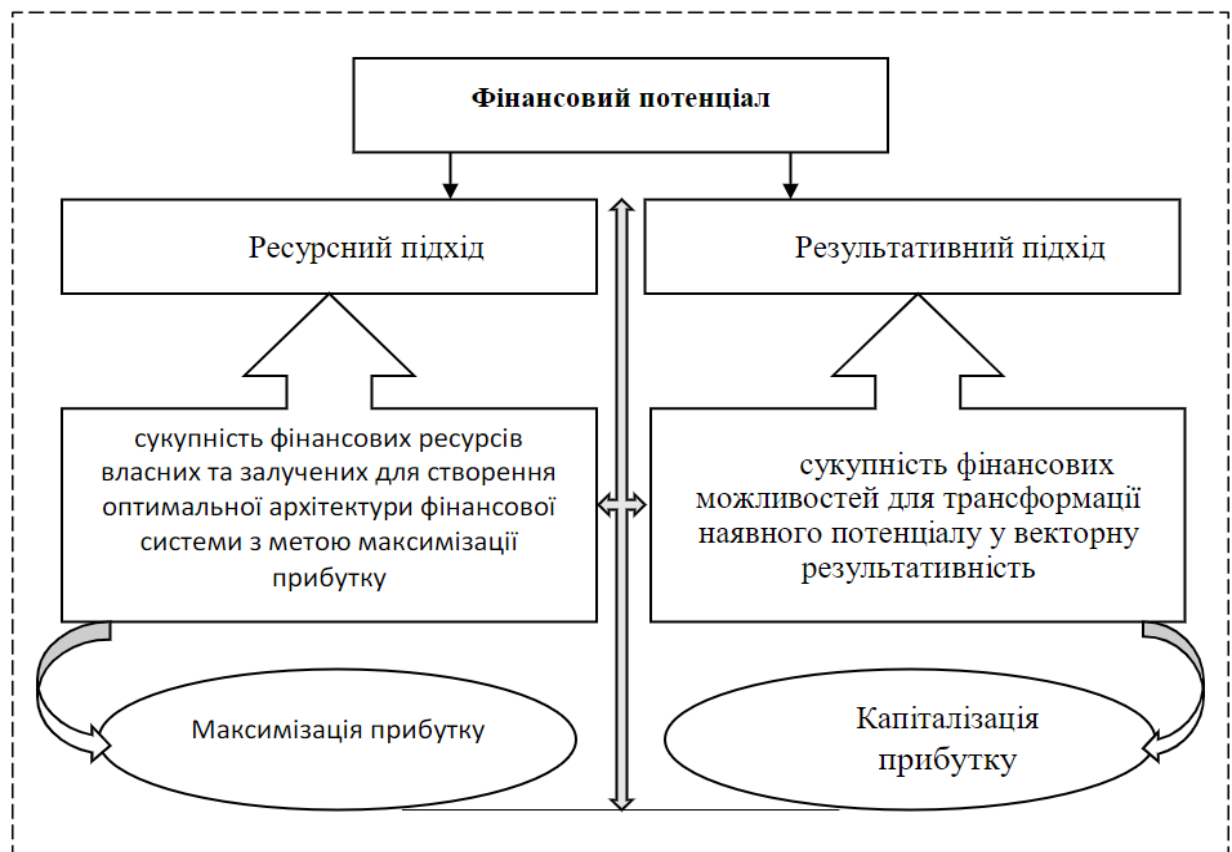 Фінансовий потенціал
Ресурсний підхід
Результативний підхід
сукупність фінансових ресурсів
власних та залучених для створення
оптимальної архітектури фінансової
системи з метою максимізації
прибутку
сукупність фінансових
можливостей для трансформації
наявного потенціалу у векторну
результативність
Максимізація прибутку
Капіталізація
прибутку